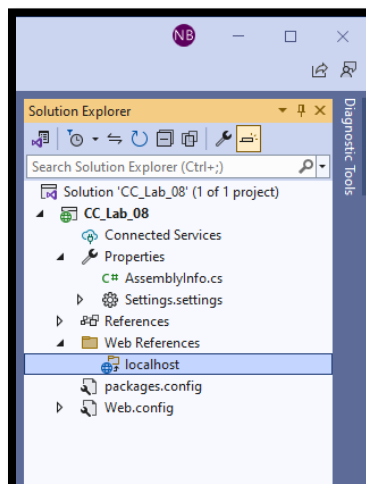 NB
Solution Explorer
Search Solution Explorer (Ctrl+;)
Solution 'CC_Lab_08' (1 of 1 project)
CC_Lab_08
Connected Services
Properties
C# AssemblyInfo.cs
Settings.settings
References
Web References
localhost
packages.config
Web.config
Diagnostic Tools